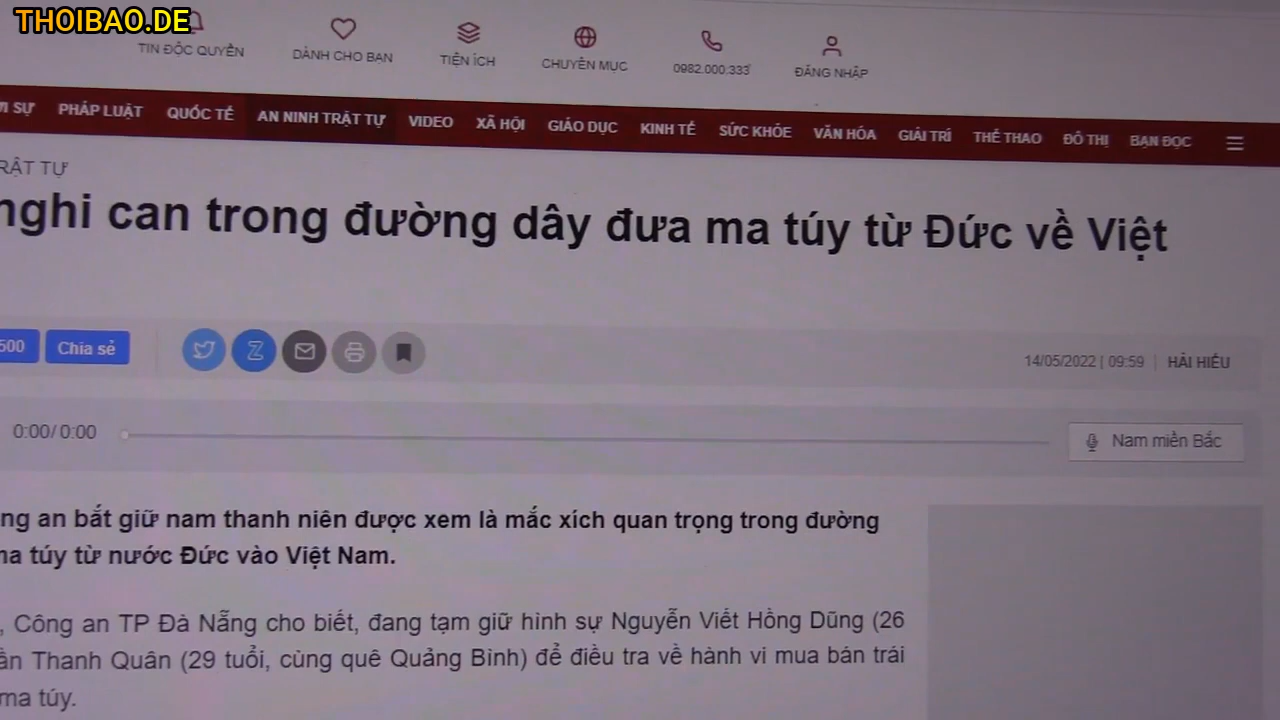 THOIBAO.DE
TIN ĐỘC QUYỀN
DÀNH CHO BẠN
TIỆN ÍCH
CHUYÊN MỤC
0982.000.333
ĐĂNG NHẬP
SỰ PHÁP LUẬT QUỐC TẾ AN NINH TRẬT TỰ VIDEO XÃ HỘI GIÁO DỤC KINH TẾ SỨC KHỎE VĂN HÓA GIẢI TRÍ THỂ THAO ĐÔ THỊ BẠN ĐỌC
RẬT TỰ
nghi can trong đường dây đưa ma túy từ Đức về Việt
500 Chia sẻ
14/05/2022 | 09:59 | HẢI HIẾU
0:00/ 0:00
Nam miền Bắc
ng an bắt giữ nam thanh niên được xem là mắc xích quan trọng trong đường
na túy từ nước Đức vào Việt Nam.
, Công an TP Đà Nẵng cho biết, đang tạm giữ hình sự Nguyễn Viết Hồng Dũng (26
ần Thanh Quân (29 tuổi, cùng quê Quảng Bình) để điều tra về hành vi mua bán trái
ma túy.